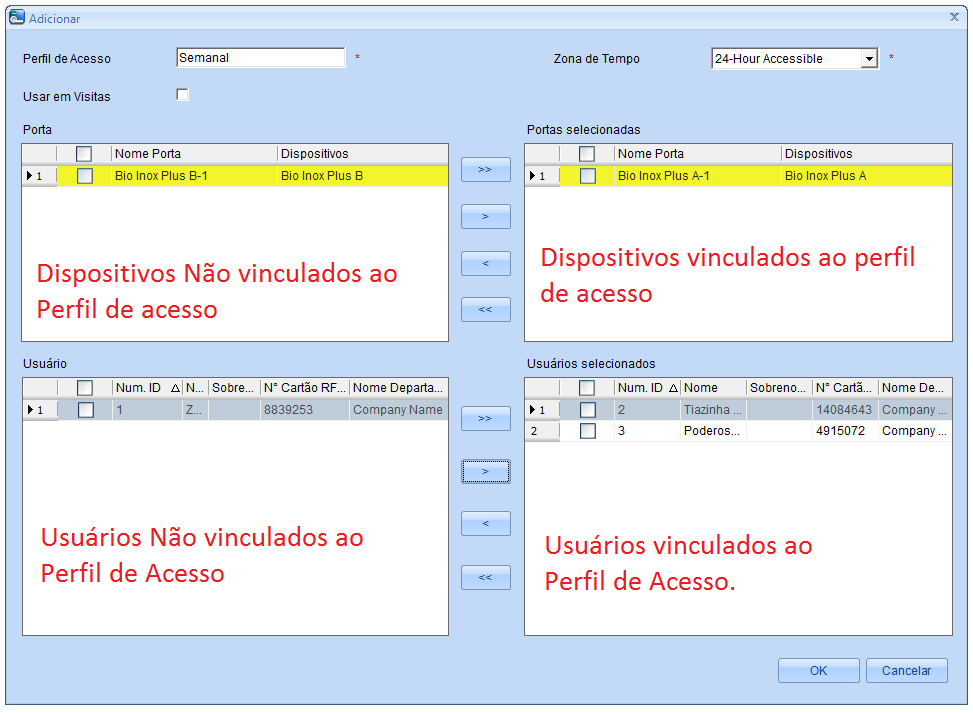 Adicionar
Perfil de Acesso Semanal * Zona de Tempo 24-Hour Accessible *
Usar em Visitas
Porta
Nome Porta Dispositivos
1 Bio Inox Plus B-1 Bio Inox Plus B
Dispositivos Não vinculados ao
Perfil de acesso
>>
>
<
<<
Portas selecionadas
Nome Porta Dispositivos
1 Bio Inox Plus A-1 Bio Inox Plus A
Dispositivos vinculados ao perfil
de acesso
Usuário
Num. ID N... Sobre... N° Cartão RF... Nome Departa...
1 1 Z... 8839253 Company Name
Usuários Não vinculados ao
Perfil de Acesso
>>
>
<
<<
Usuários selecionados
Num. ID Nome Sobreno... N° Cartã... Nome De...
1 2 Tiazinha ... 14084643 Company ...
2 3 Poderos... 4915072 Company ...
Usuários vinculados ao
Perfil de Acesso.
OK Cancelar